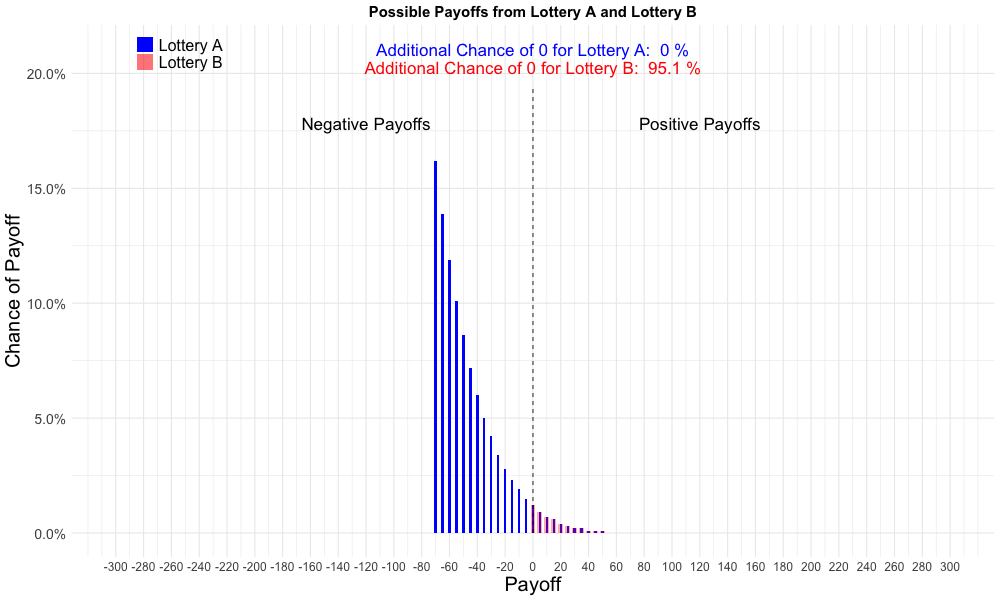 Possible Payoffs from Lottery A and Lottery B
Lottery A
Lottery B
Additional Chance of 0 for Lottery A:  0 %
Additional Chance of 0 for Lottery B:  95.1 %
Negative Payoffs
Positive Payoffs
Chance of Payoff
20.0%
15.0%
10.0%
5.0%
0.0%
-300 -280 -260 -240 -220 -200 -180 -160 -140 -120 -100 -80 -60 -40 -20 0 20 40 60 80 100 120 140 160 180 200 220 240 260 280 300
Payoff